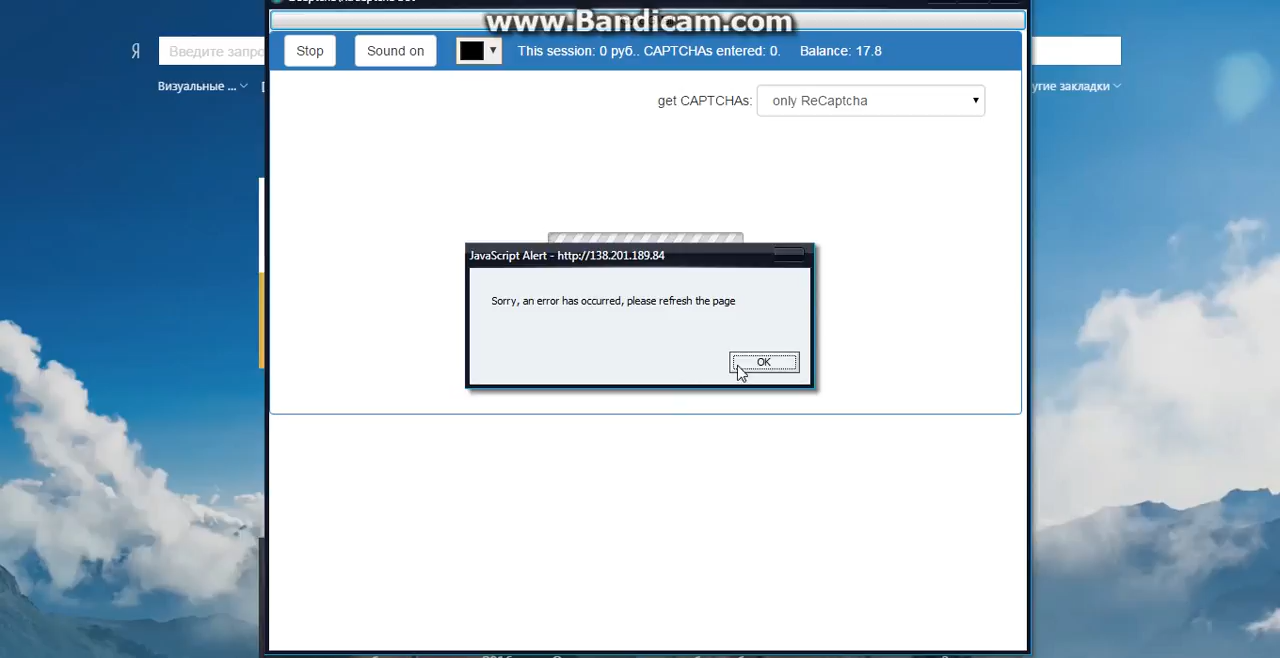 www.Bandicam.com
Я
Введите запро
Stop
Sound on
This session: 0 руб.. CAPTCHAs entered: 0.
Balance: 17.8
Визуальные ...
угие закладки
get CAPTCHAs:
only ReCaptcha
JavaScript Alert - http://138.201.189.84
Sorry, an error has occurred, please refresh the page
OK